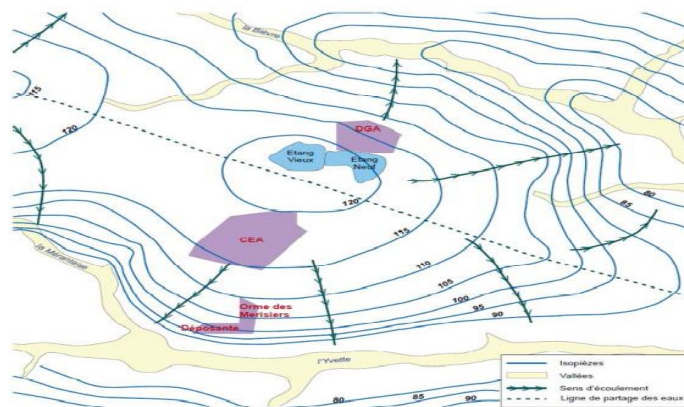 la Bièvre
115
120
DGA
Etang
Vieux
Etang
Neuf
120
80
85
CEA
115
110
105
100
95
90
la Mérantaise
Orme des
Merisiers
Déposante
l'Yvette
80
85
90
Isopièzes
Vallées
Sens d'écoulement
Ligne de partage des eaux